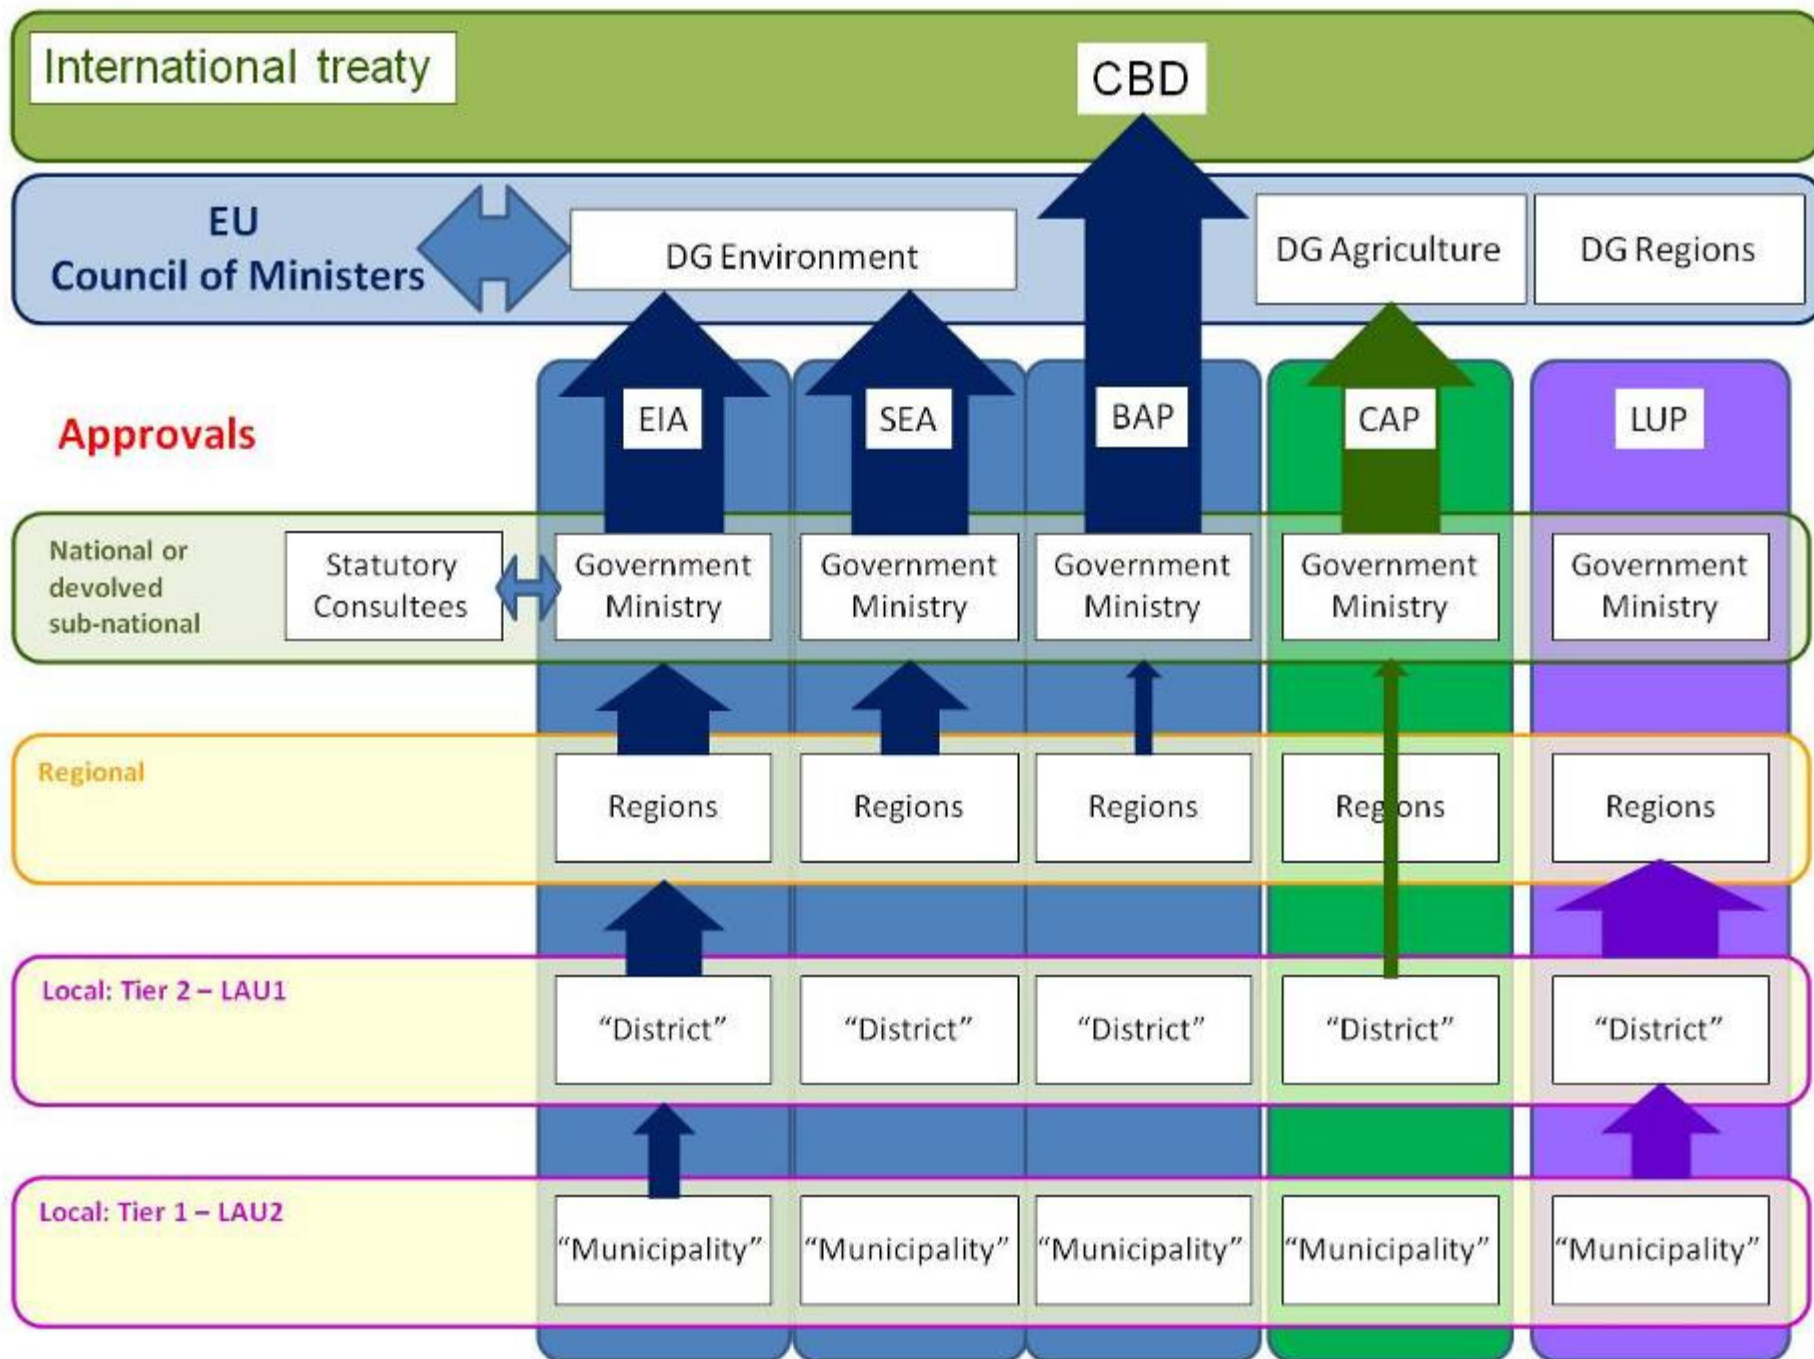 International treaty
CBD
EU
Council of Ministers
DG Environment
DG Agriculture
DG Regions
Approvals
EIA
SEA
BAP
CAP
LUP
National or
devolved
sub-national
Statutory
Consultees
Government
Ministry
Government
Ministry
Government
Ministry
Government
Ministry
Government
Ministry
Regional
Regions
Regions
Regions
Regions
Regions
Local: Tier 2 – LAU1
“District”
“District”
“District”
“District”
“District”
Local: Tier 1 – LAU2
“Municipality”
“Municipality”
“Municipality”
“Municipality”
“Municipality”